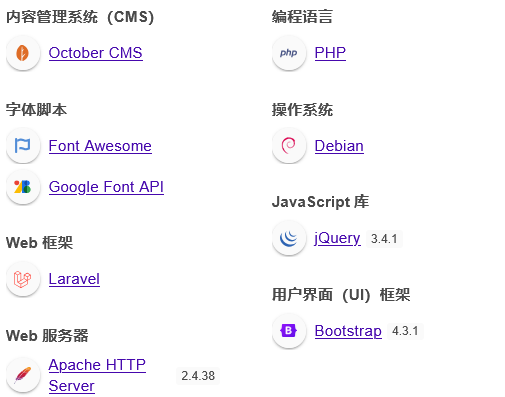 内容管理系统（CMS）
October CMS
字体脚本
Font Awesome
Google Font API
Web 框架
Laravel
Web 服务器
Apache HTTP
Server
2.4.38
编程语言
php
PHP
操作系统
Debian
JavaScript 库
jQuery 3.4.1
用户界面（UI）框架
B
Bootstrap 4.3.1